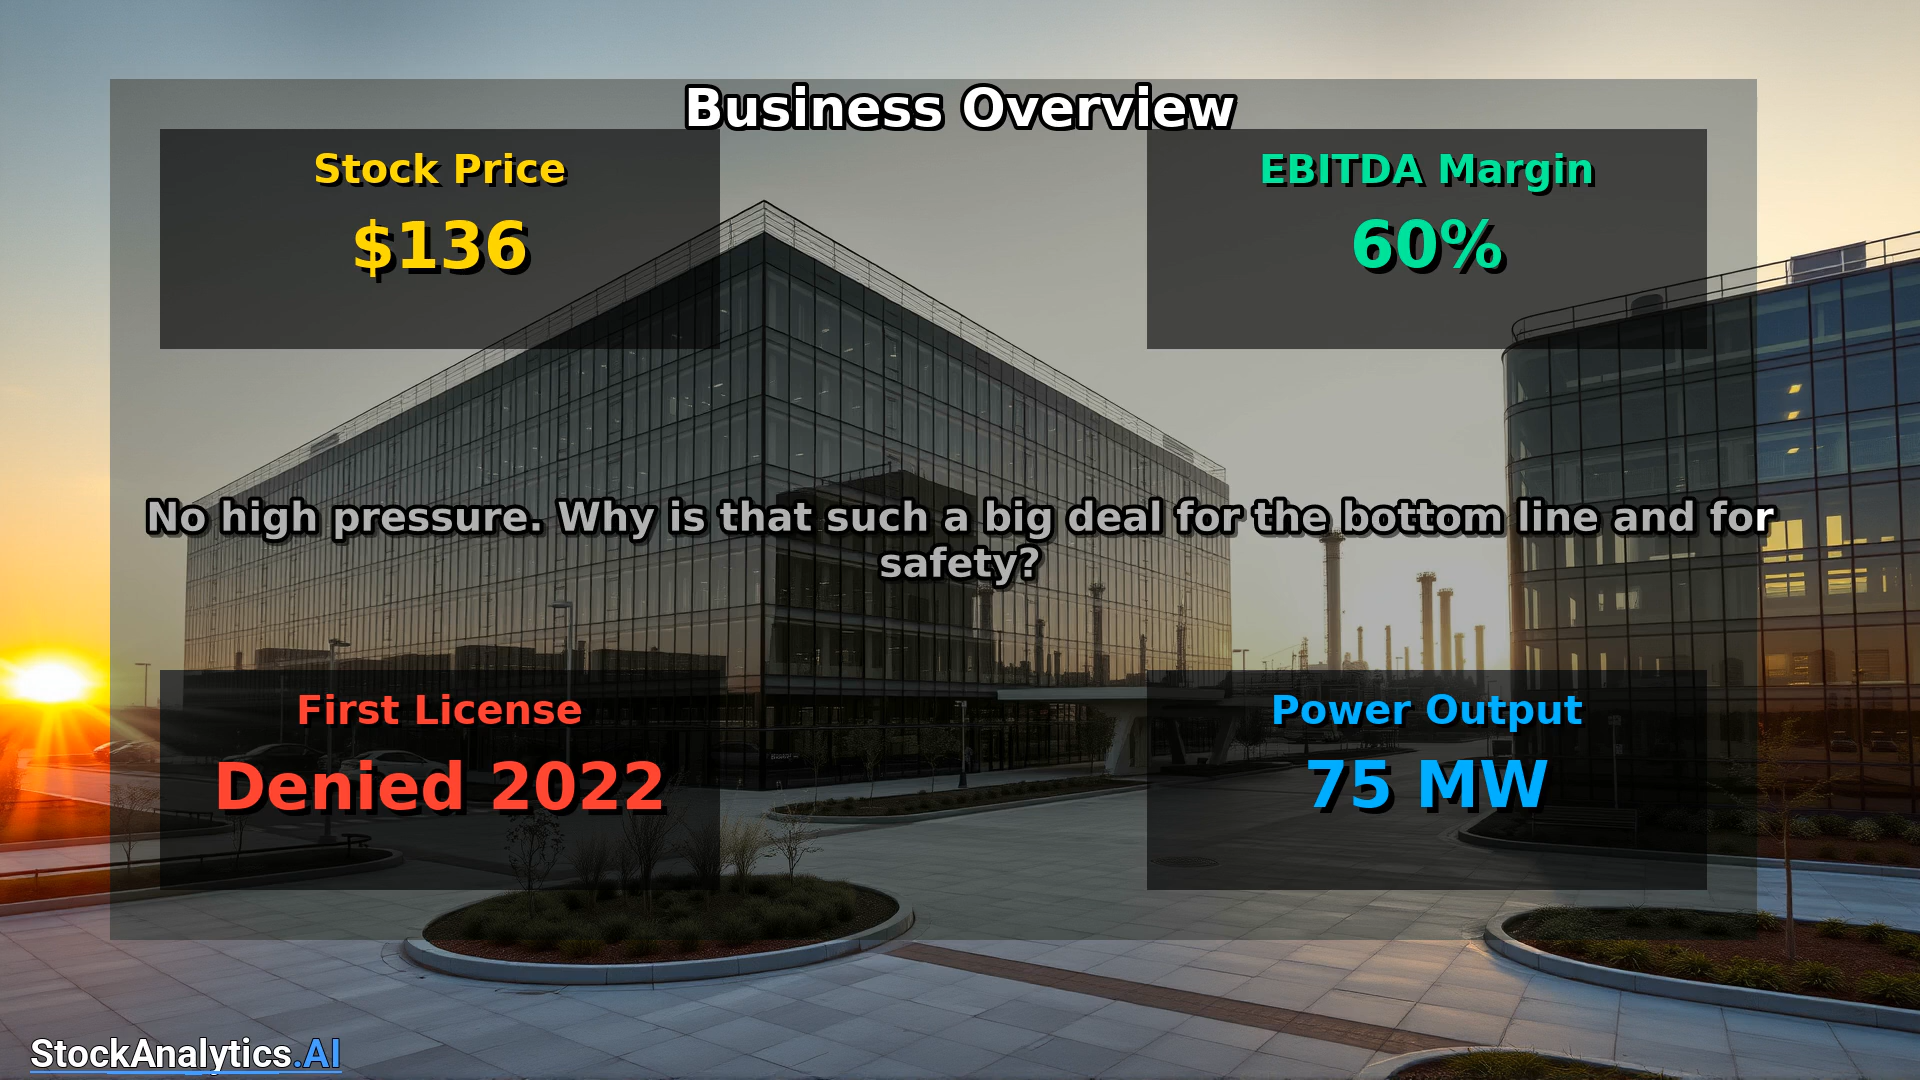 Business Overview
Stock Price
$136
EBITDA Margin
60%
No high pressure. Why is that such a big deal for the bottom line and for
safety?
First License
Denied 2022
Power Output
75 MW
StockAnalytics.AI